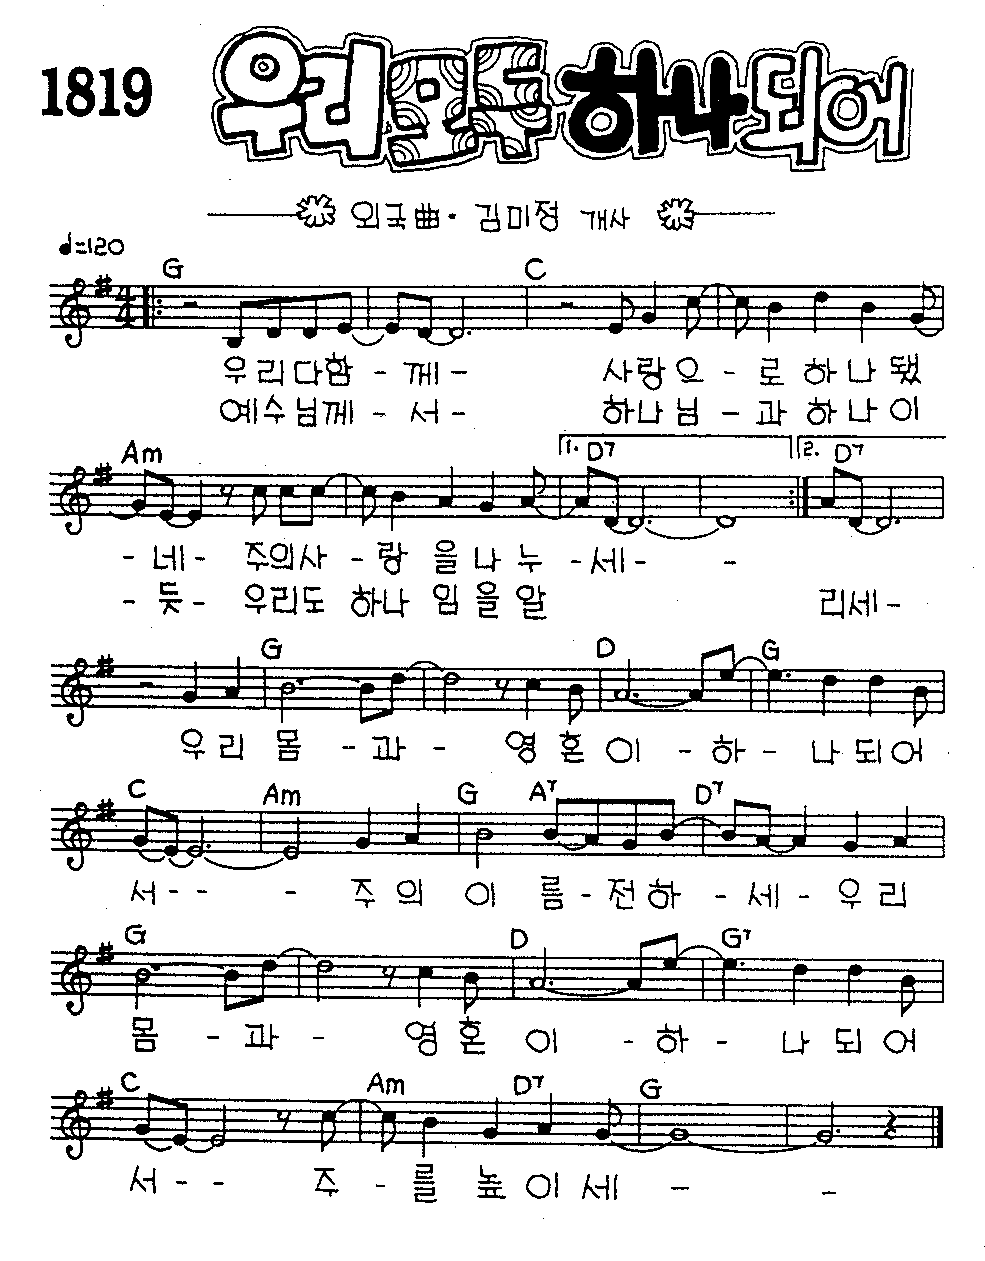 1819
우리모두하나되어
외국曲· 김미정 개사
♩=120
G C
4/4
우리다함 - 께 - 사랑으 - 로하나됐
예수님께 - 서 - 하나님 - 과하나이
Am 1. D7 2. D7
- 네 - 주의사 - 랑 을나누 - 세 - -
- 듯 - 우리도 하나 임을알 리세 -
G D G
우리 몸 - 과 - 영혼이 - 하 - 나되어
C Am G A7 D7
서 - - - 주의 이 름 - 전하 - 세 - 우리
G D G7
몸 - 과 - 영혼 이 - 하 - 나 되 어
C Am D7 G
서 - - 주 - 를 높이세 - -